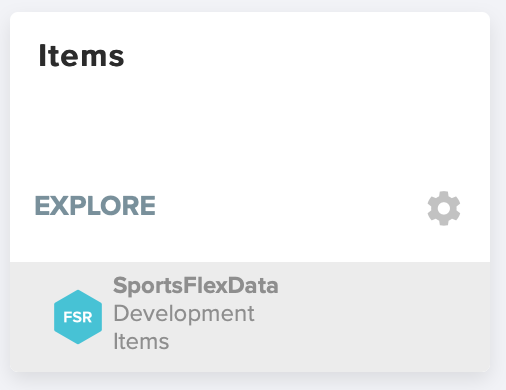 Items
EXPLORE
FSR
SportsFlexData
Development
Items